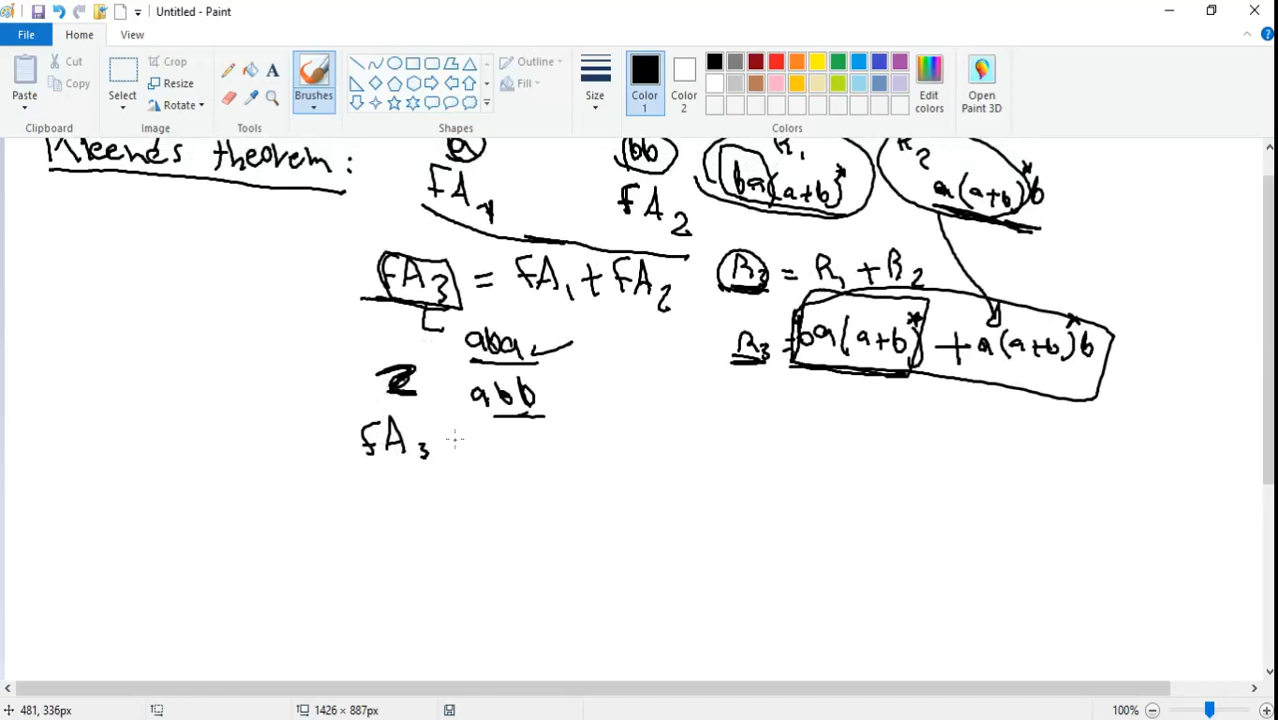 Untitled - Paint
File
Home
View
Paste
Cut
Copy
Clipboard
Select
Crop
Resize
Rotate
Image
Tools
Brushes
Shapes
Outline
Fill
Size
Color 1
Color 2
Colors
Edit colors
Open Paint 3D
Kleene's theorem :
a
bb
R1
R2
FA1
FA2
ba(a+b)*
a(a+b)*b
FA3 = FA1 + FA2
R3 = R1 + R2
aba ✓
R3 = ba(a+b)* + a(a+b)*b
2
abb
FA3
481, 336px
1426 × 887px
100%